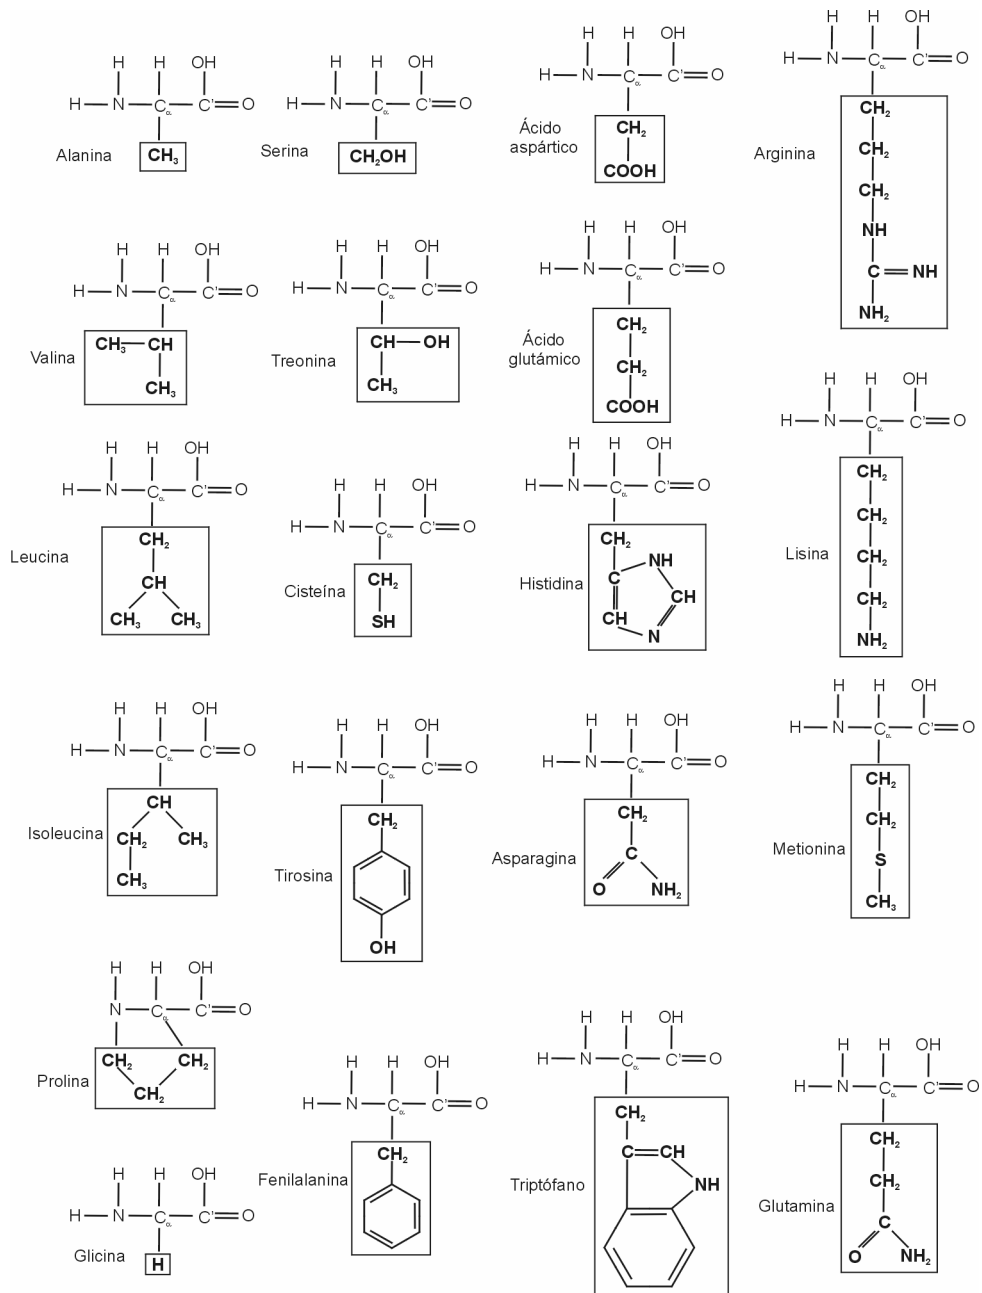 H H OH
H N Cα C' O
Alanina CH₃
H H OH
H N Cα C' O
Serina CH₂OH
H H OH
H N Cα C' O
Ácido
aspártico
CH₂
COOH
H H OH
H N Cα C' O
Arginina
CH₂
CH₂
CH₂
NH
C NH
NH₂
H H OH
H N Cα C' O
Valina
CH₃ CH
CH₃
H H OH
H N Cα C' O
Treonina
CH OH
CH₃
H H OH
H N Cα C' O
Ácido
glutámico
CH₂
CH₂
COOH
H H OH
H N Cα C' O
Lisina
CH₂
CH₂
CH₂
CH₂
NH₂
H H OH
H N Cα C' O
Leucina
CH₂
CH
CH₃ CH₃
H H OH
H N Cα C' O
Cisteína
CH₂
SH
H H OH
H N Cα C' O
Histidina
CH₂
NH
C
CH
CH
N
H H OH
H N Cα C' O
Metionina
CH₂
CH₂
S
CH₃
H H OH
H N Cα C' O
Isoleucina
CH
CH₂ CH₃
CH₃
H H OH
H N Cα C' O
Tirosina
CH₂
OH
H H OH
H N Cα C' O
Asparagina
CH₂
C
O NH₂
H H OH
N Cα C' O
Prolina
CH₂ CH₂
CH₂
H H OH
H N Cα C' O
Fenilalanina
CH₂
H H OH
H N Cα C' O
Triptófano
CH₂
C CH
NH
H H OH
H N Cα C' O
Glutamina
CH₂
CH₂
C
O NH₂
H H OH
H N Cα C' O
Glicina
H